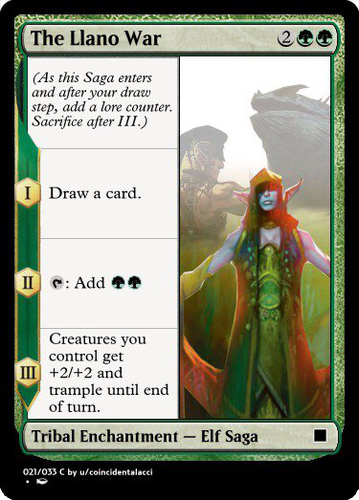 The Llano War 2
(As this Saga enters
and after your draw
step, add a lore counter.
Sacrifice after III.)
I
Draw a card.
II
: Add
III
Creatures you
control get
+2/+2 and
trample until end
of turn.
Tribal Enchantment — Elf Saga
021/033 C by u/coincidentalacci